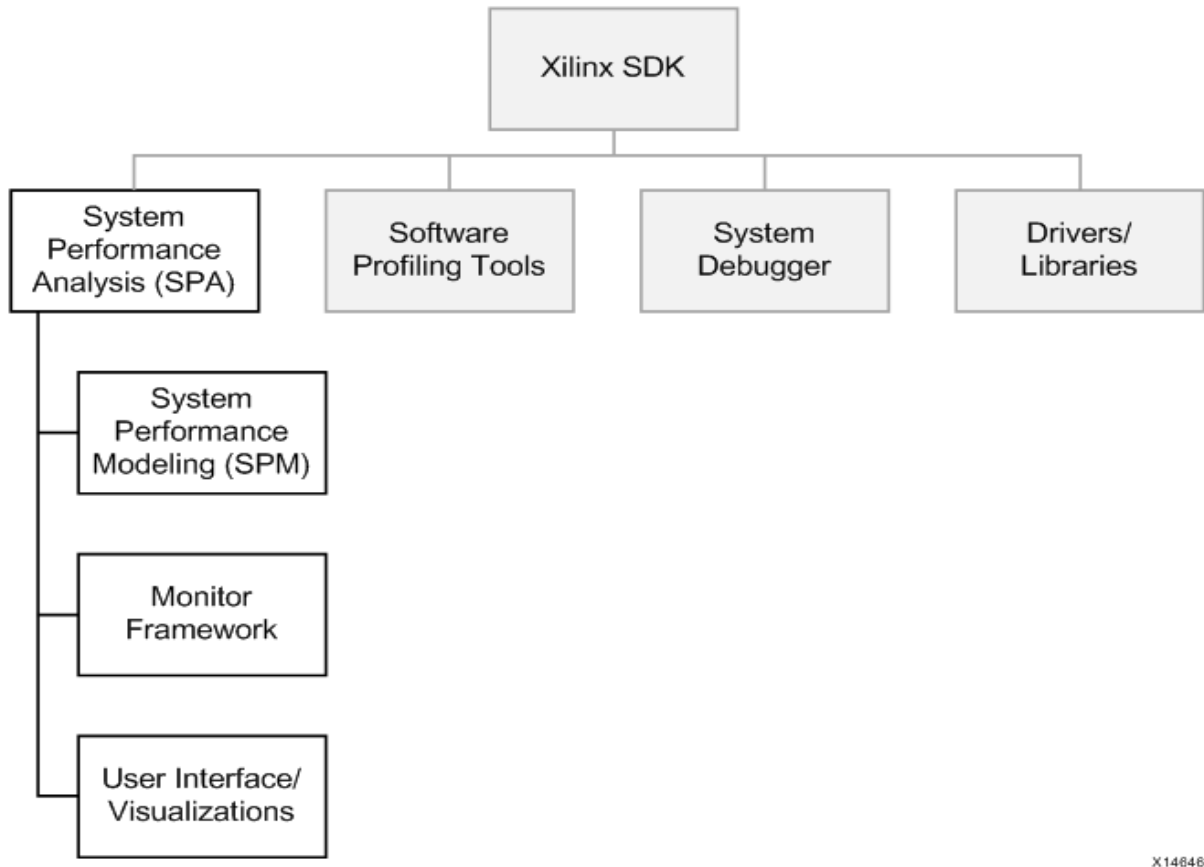 Xilinx SDK
System
Performance
Analysis (SPA)
Software
Profiling Tools
System
Debugger
Drivers/
Libraries
System
Performance
Modeling (SPM)
Monitor
Framework
User Interface/
Visualizations
X14646